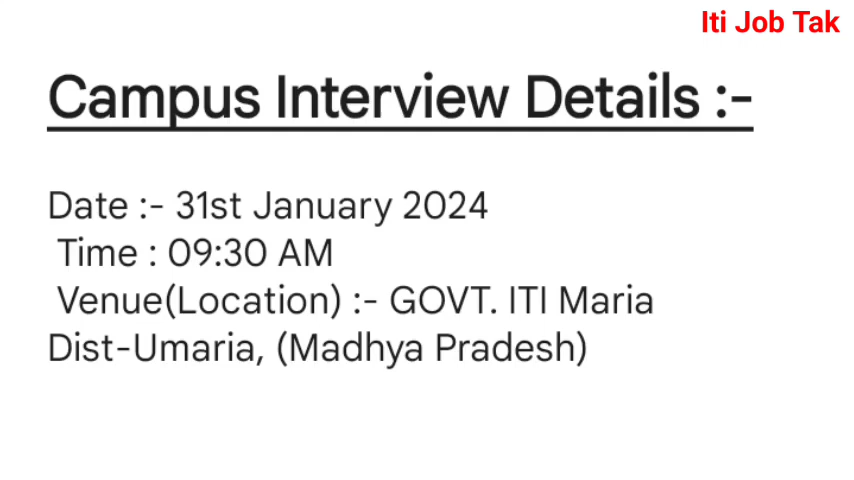 Iti Job Tak
Campus Interview Details :-
Date :- 31st January 2024
Time : 09:30 AM
Venue(Location) :- GOVT. ITI Maria
Dist-Umaria, (Madhya Pradesh)